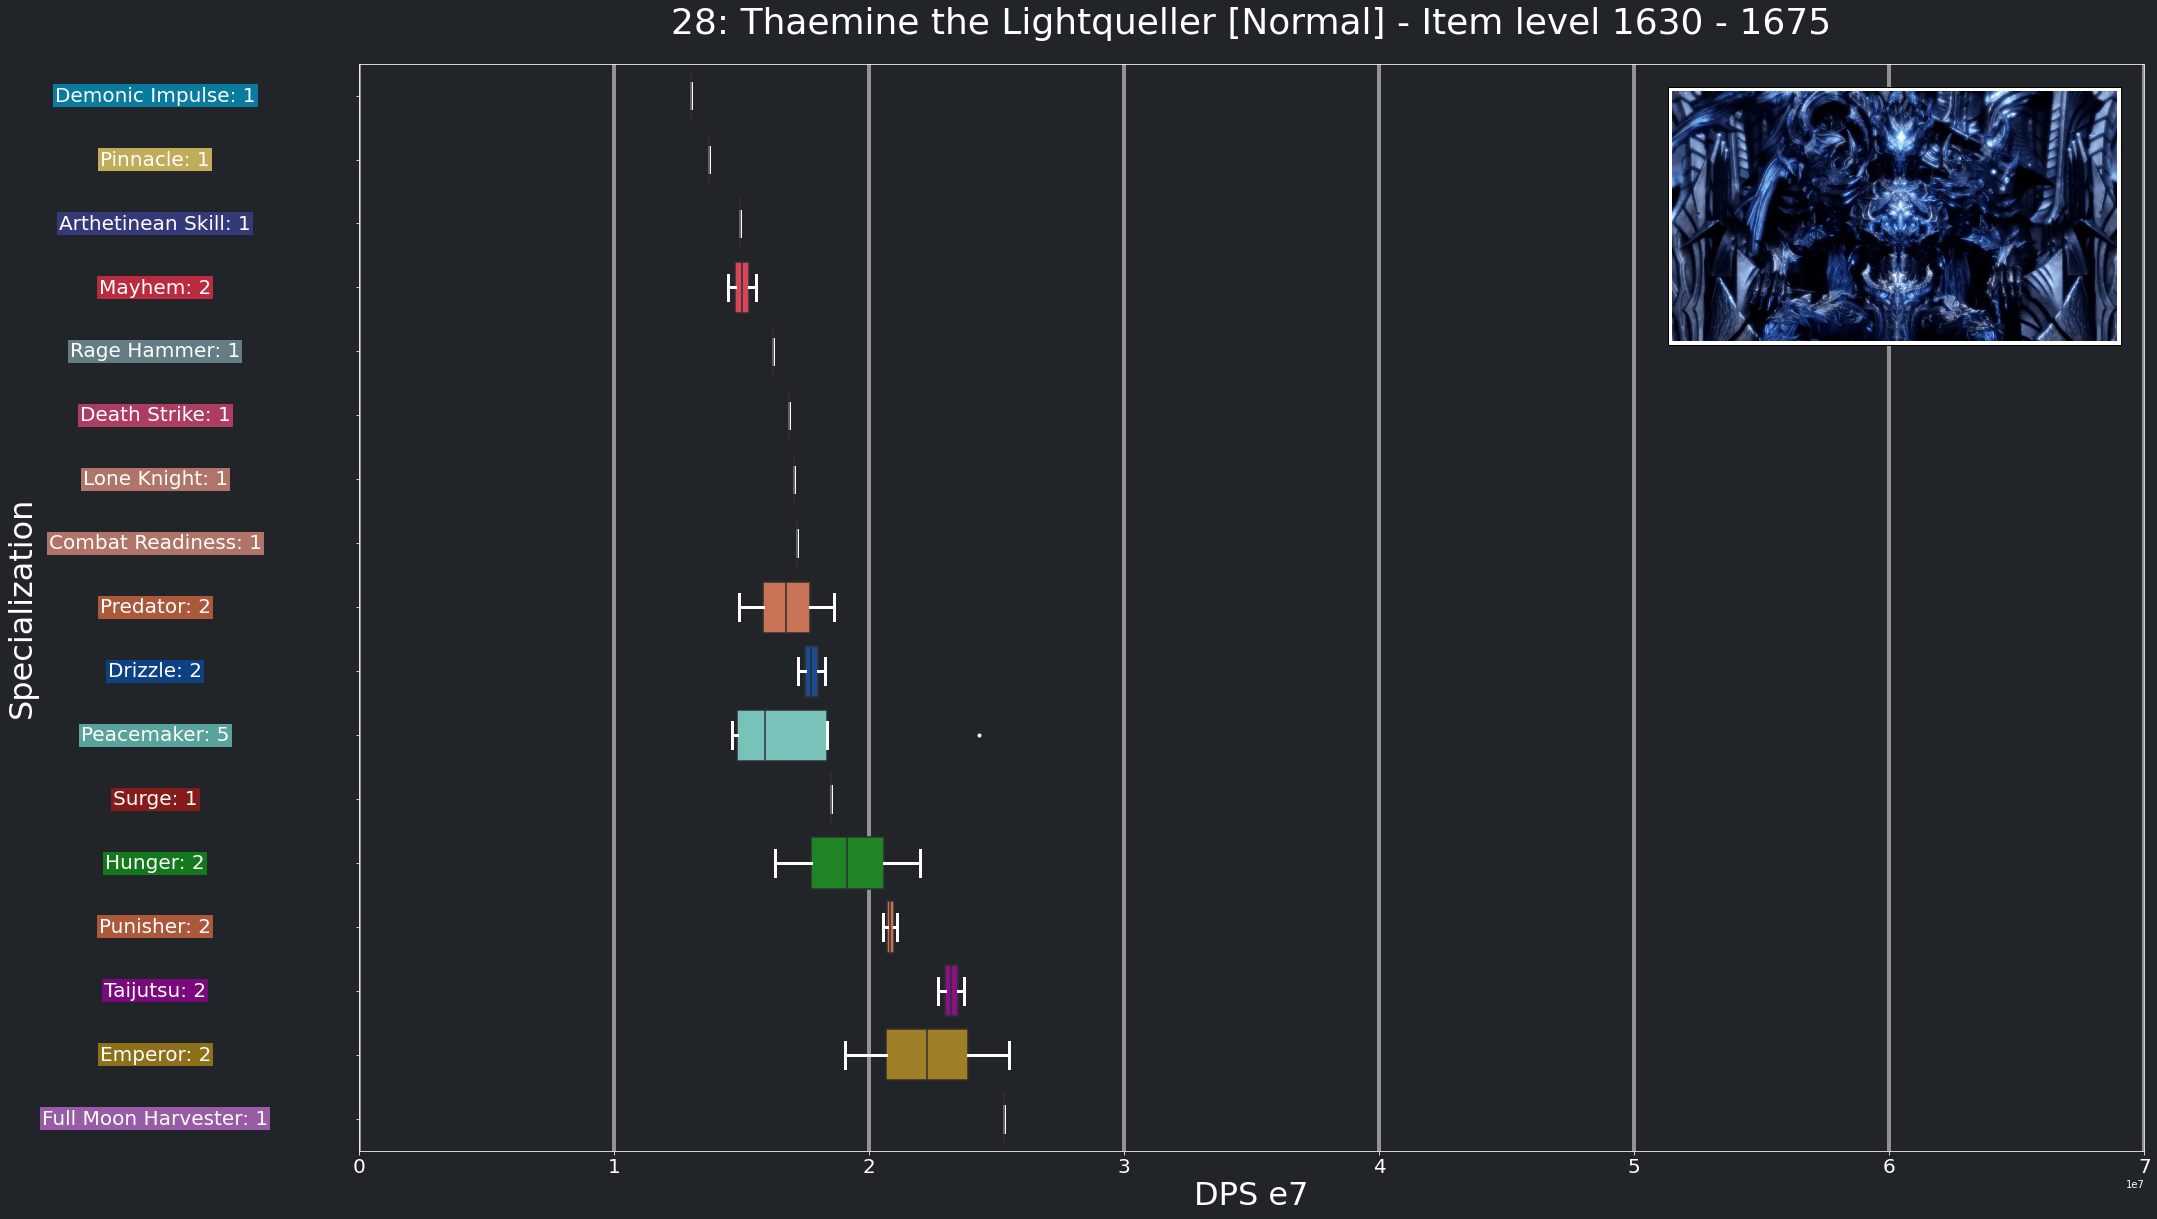 28: Thaemine the Lightqueller [Normal] - Item level 1630 - 1675
Demonic Impulse: 1
Pinnacle: 1
Arthetinean Skill: 1
Mayhem: 2
Rage Hammer: 1
Death Strike: 1
Lone Knight: 1
Combat Readiness: 1
Predator: 2
Drizzle: 2
Peacemaker: 5
Surge: 1
Hunger: 2
Punisher: 2
Taijutsu: 2
Emperor: 2
Full Moon Harvester: 1
Specialization
0 1 2 3 4 5 6 7
1e7
DPS e7